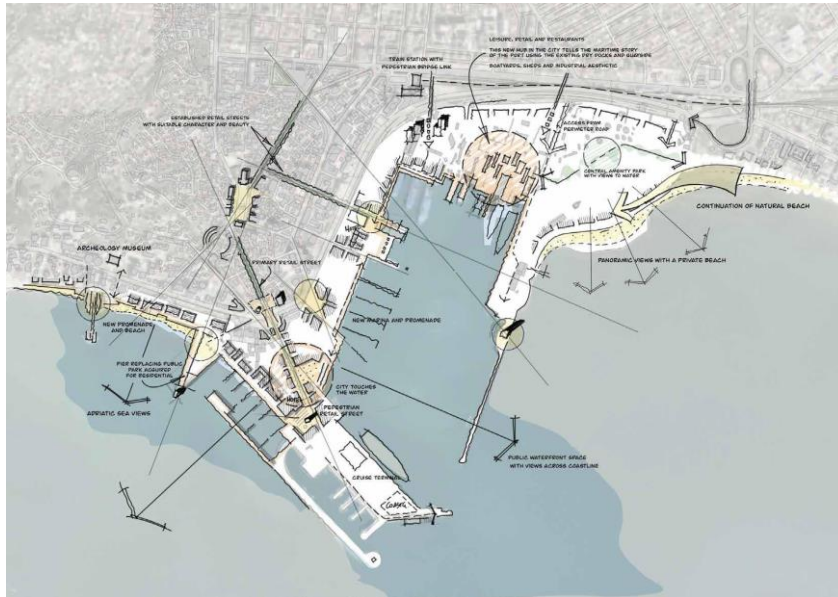 LEISURE, RETAIL AND RESTAURANTS
THIS NEW HUB IN THE CITY TELLS THE MARITIME STORY
OF THE PORT USING THE EXISTING DRY DOCKS AND QUAYSIDE
BOATYARDS, SHEDS AND INDUSTRIAL AESTHETIC
TRAIN STATION WITH
PEDESTRIAN BRIDGE LINK
ESTABLISHED RETAIL STREETS
WITH SUITABLE CHARACTER AND BEAUTY
ACCESS FROM
PERIMETER ROAD
CENTRAL AMENITY PARK
WITH VIEWS TO WATER
CONTINUATION OF NATURAL BEACH
PANORAMIC VIEWS WITH A PRIVATE BEACH
HOTEL
ARCHEOLOGY MUSEUM
PRIMARY RETAIL STREET
NEW PROMENADE
AND BEACH
NEW MARINA AND PROMENADE
PIER REPLACING PUBLIC
PARK ACQUIRED
FOR RESIDENTIAL
CITY TOUCHES
THE WATER
HOTEL
PEDESTRIAN
RETAIL STREET
ADRIATIC SEA VIEWS
PUBLIC WATERFRONT SPACE
WITH VIEWS ACROSS COASTLINE
CRUISE TERMINAL